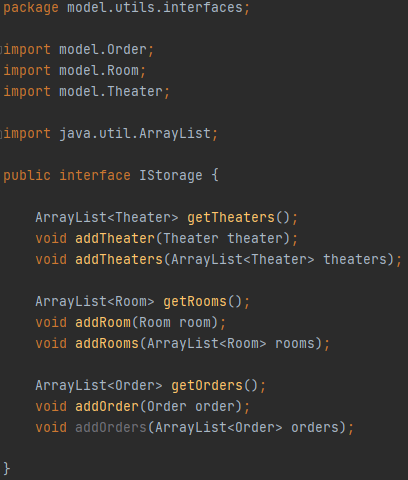 package model.utils.interfaces;
import model.Order;
import model.Room;
import model.Theater;
import java.util.ArrayList;
public interface IStorage {
ArrayList<Theater> getTheaters();
void addTheater(Theater theater);
void addTheaters(ArrayList<Theater> theaters);
ArrayList<Room> getRooms();
void addRoom(Room room);
void addRooms(ArrayList<Room> rooms);
ArrayList<Order> getOrders();
void addOrder(Order order);
void addOrders(ArrayList<Order> orders);
}